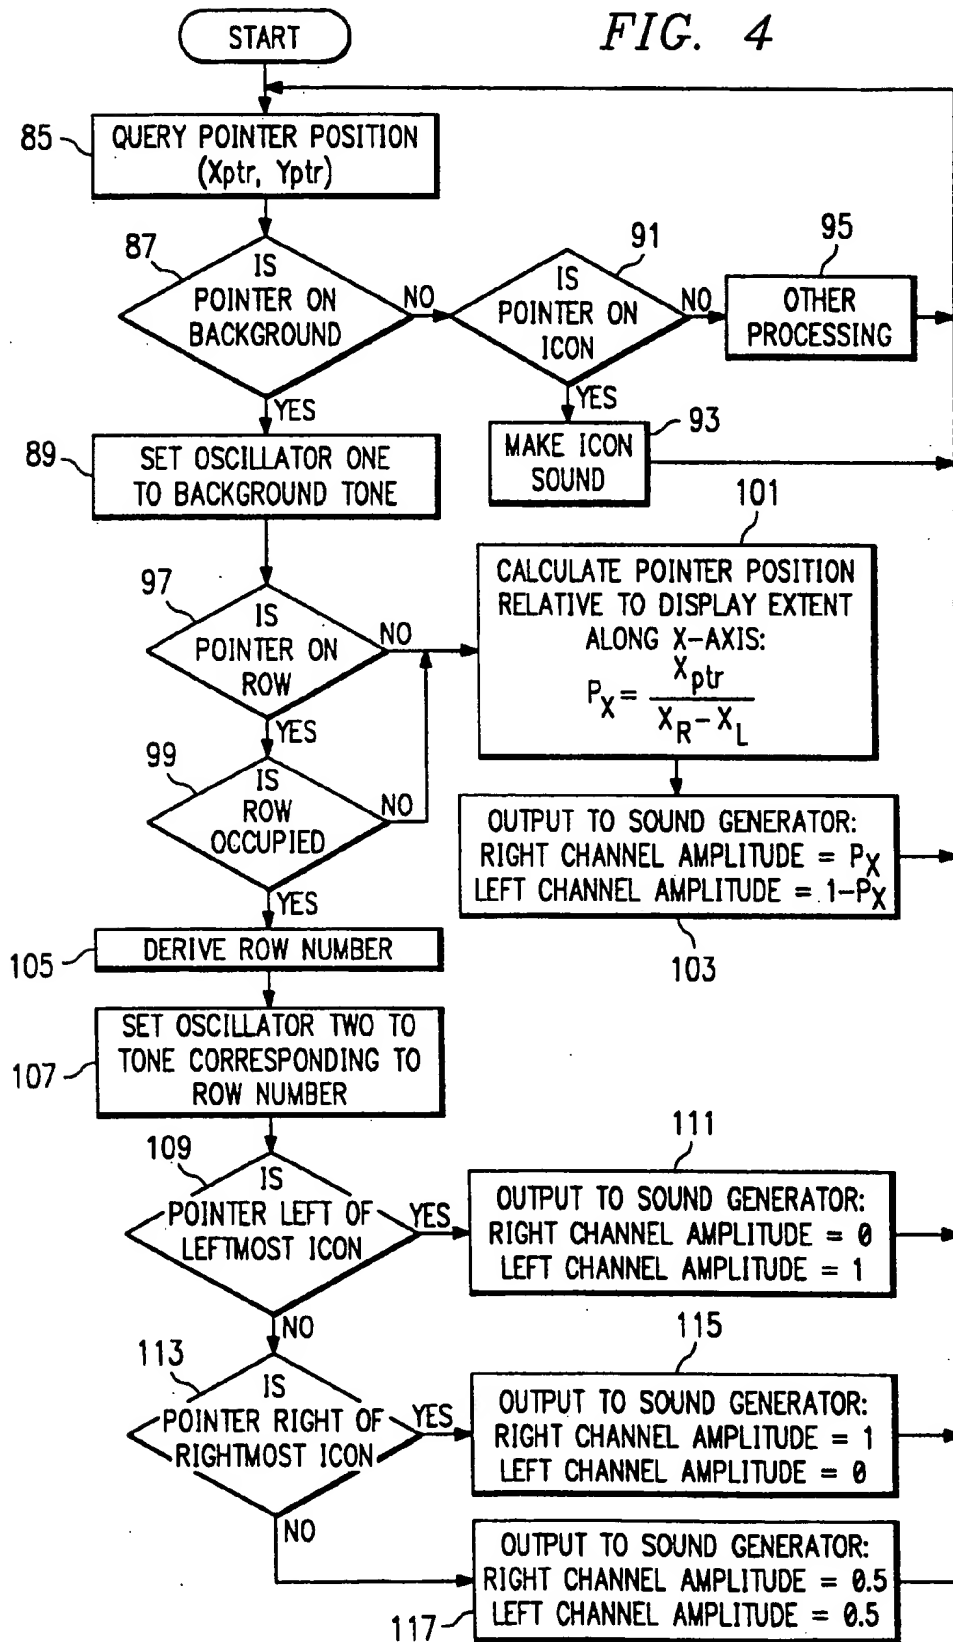 FIG. 4
START
85
QUERY POINTER POSITION
(Xptr, Yptr)
87
IS
POINTER ON
BACKGROUND
NO
YES
91
IS
POINTER ON
ICON
NO
YES
95
OTHER
PROCESSING
93
MAKE ICON
SOUND
89
SET OSCILLATOR ONE
TO BACKGROUND TONE
97
IS
POINTER ON
ROW
NO
YES
101
CALCULATE POINTER POSITION
RELATIVE TO DISPLAY EXTENT
ALONG X-AXIS:
P_X = X_ptr / (X_R - X_L)
99
IS
ROW
OCCUPIED
NO
YES
OUTPUT TO SOUND GENERATOR:
RIGHT CHANNEL AMPLITUDE = P_X
LEFT CHANNEL AMPLITUDE = 1-P_X
103
105
DERIVE ROW NUMBER
107
SET OSCILLATOR TWO TO
TONE CORRESPONDING TO
ROW NUMBER
109
IS
POINTER LEFT OF
LEFTMOST ICON
YES
NO
111
OUTPUT TO SOUND GENERATOR:
RIGHT CHANNEL AMPLITUDE = 0
LEFT CHANNEL AMPLITUDE = 1
113
IS
POINTER RIGHT OF
RIGHTMOST ICON
YES
NO
115
OUTPUT TO SOUND GENERATOR:
RIGHT CHANNEL AMPLITUDE = 1
LEFT CHANNEL AMPLITUDE = 0
OUTPUT TO SOUND GENERATOR:
RIGHT CHANNEL AMPLITUDE = 0.5
LEFT CHANNEL AMPLITUDE = 0.5
117